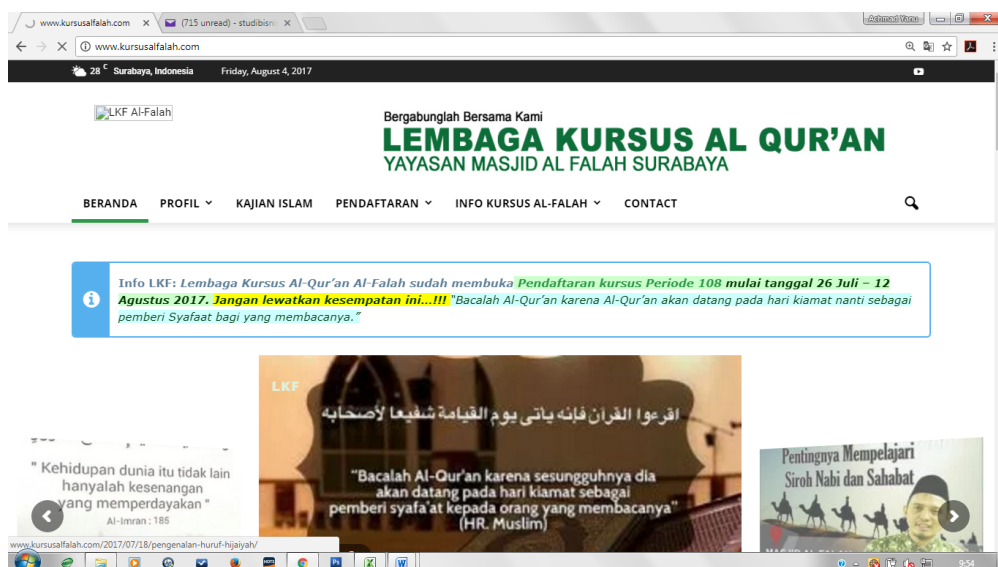 www.kursusalfalah.com
(715 unread) - studibisni
Achmad Yanu
www.kursusalfalah.com
28 C Surabaya, Indonesia Friday, August 4, 2017
LKF Al-Falah
Bergabunglah Bersama Kami
LEMBAGA KURSUS AL QUR'AN
YAYASAN MASJID AL FALAH SURABAYA
BERANDA PROFIL KAJIAN ISLAM PENDAFTARAN INFO KURSUS AL-FALAH CONTACT
Info LKF: Lembaga Kursus Al-Qur'an Al-Falah sudah membuka Pendaftaran kursus Periode 108 mulai tanggal 26 Juli – 12
Agustus 2017. Jangan lewatkan kesempatan ini...!!! "Bacalah Al-Qur'an karena Al-Qur'an akan datang pada hari kiamat nanti sebagai
pemberi Syafaat bagi yang membacanya."
LKF
اقرءوا القرآن فإنه يأتى يوم القيامة شفيعا لأصحابه
"Bacalah Al-Qur'an karena sesungguhnya dia
akan datang pada hari kiamat sebagai
pemberi syafa'at kepada orang yang membacanya"
(HR. Muslim)
" Kehidupan dunia itu tidak lain
hanyalah kesenangan
yang memperdayakan "
Al-Imran : 185
Pentingnya Mempelajari
Siroh Nabi dan Sahabat
www.kursusalfalah.com/2017/07/18/pengenalan-huruf-hijaiyah/
9:54